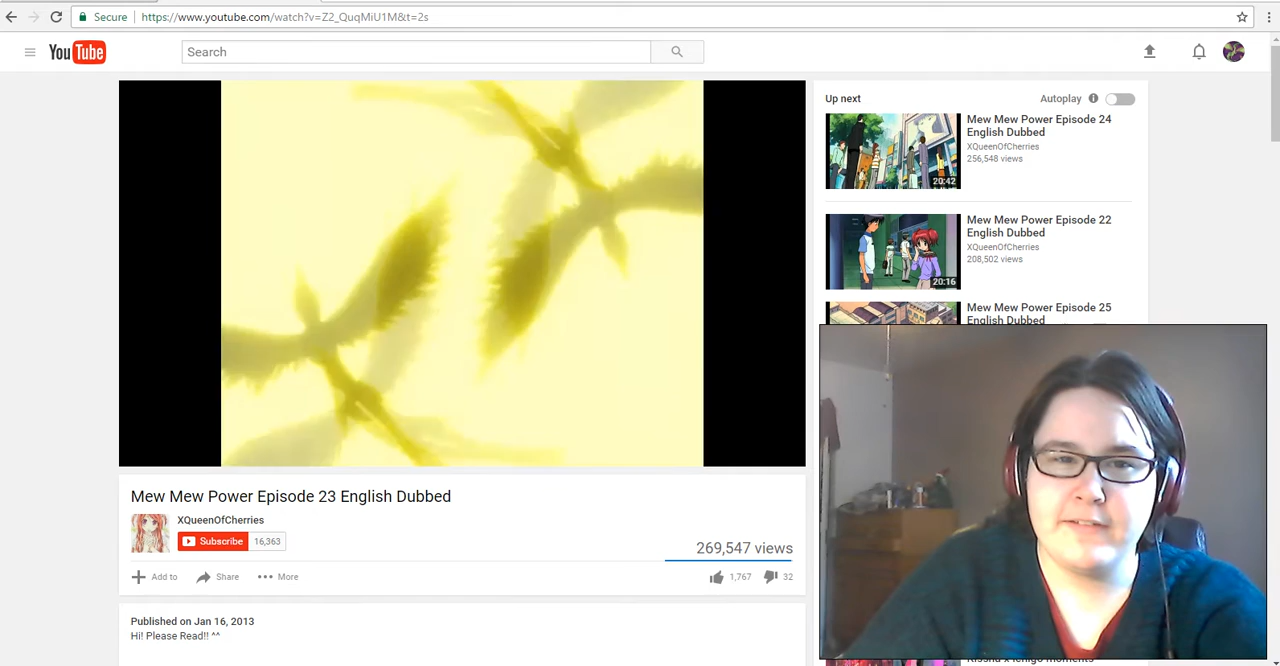 Secure
https://www.youtube.com/watch?v=Z2_QuqMiU1M&t=2s
YouTube
Search
Up next
Autoplay
Mew Mew Power Episode 24
English Dubbed
XQueenOfCherries
256,548 views
20:42
Mew Mew Power Episode 22
English Dubbed
XQueenOfCherries
208,502 views
20:16
Mew Mew Power Episode 25
English Dubbed
Mew Mew Power Episode 23 English Dubbed
XQueenOfCherries
Subscribe 16,363
269,547 views
Add to Share More
1,767 32
Published on Jan 16, 2013
Hi! Please Read!! ^^
Kisshu x Ichigo moments